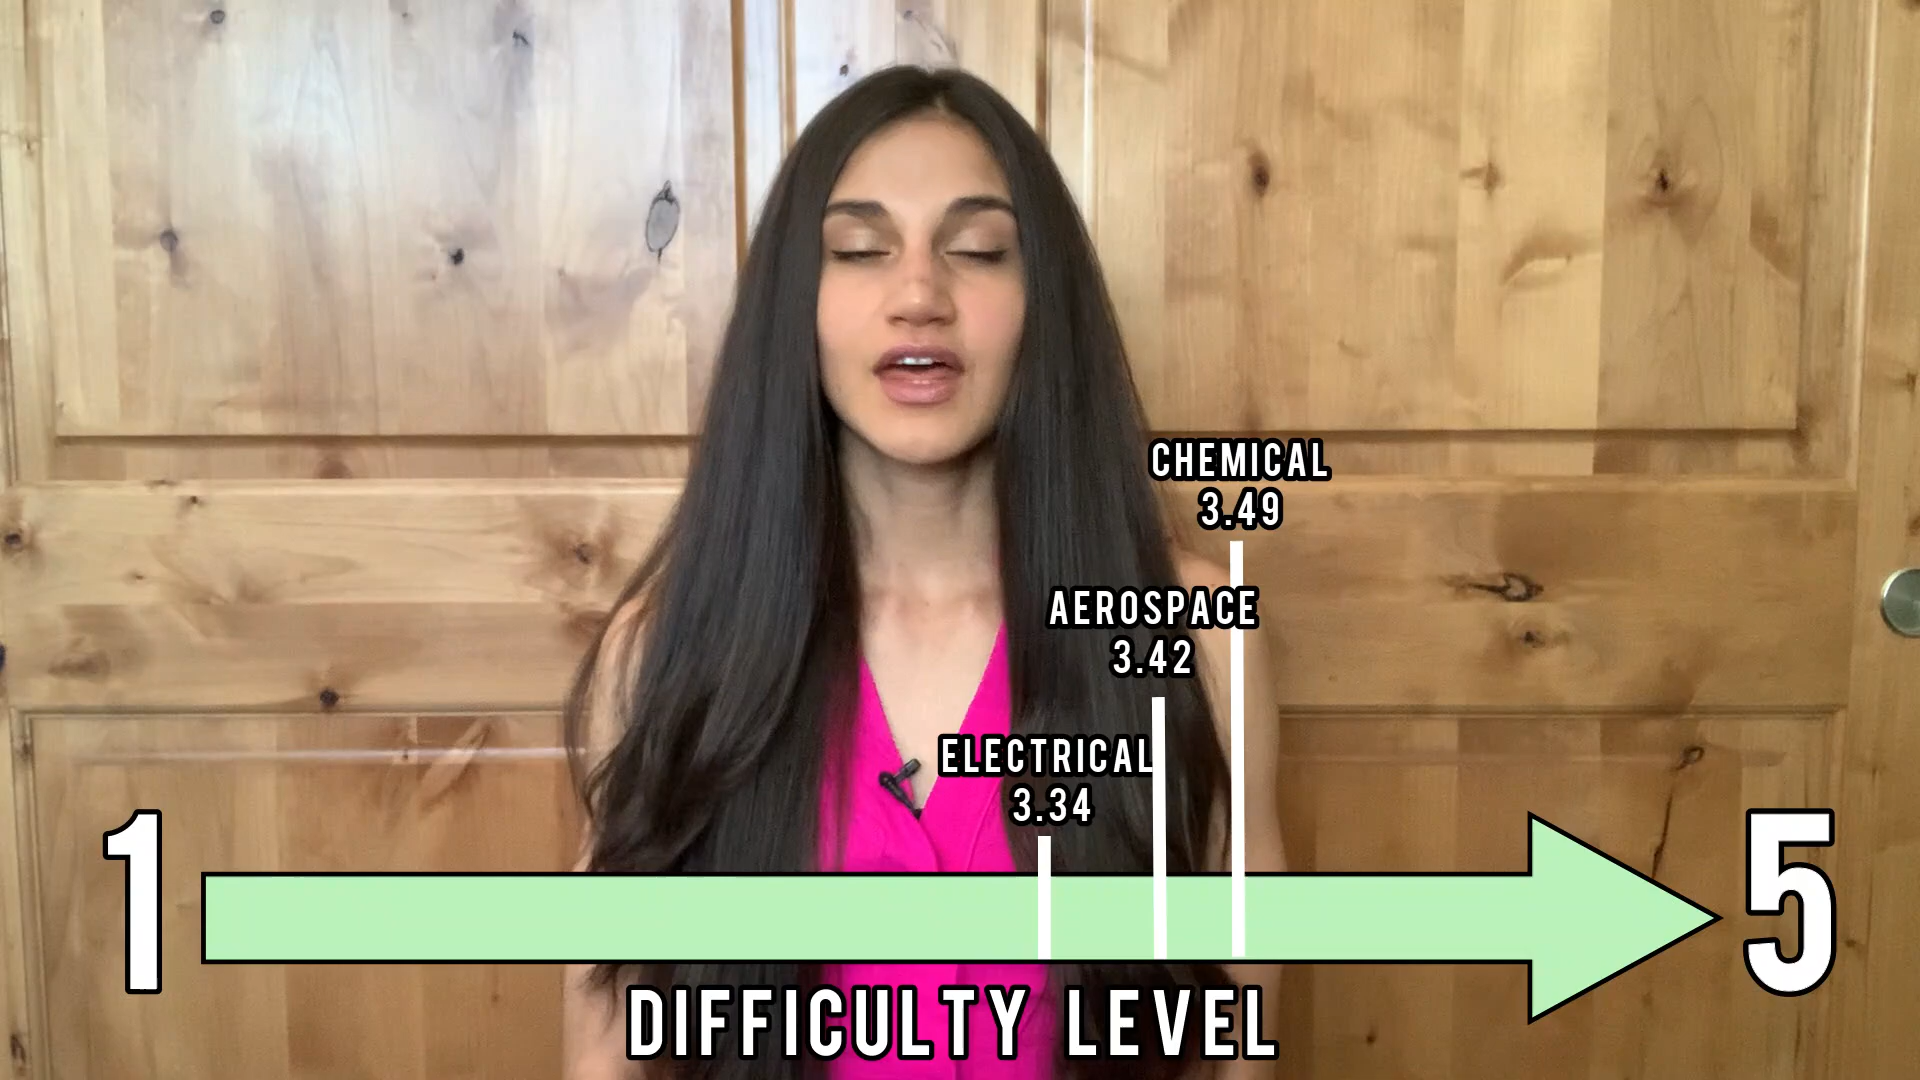 CHEMICAL
3.49
AEROSPACE
3.42
ELECTRICAL
3.34
1
5
DIFFICULTY LEVEL